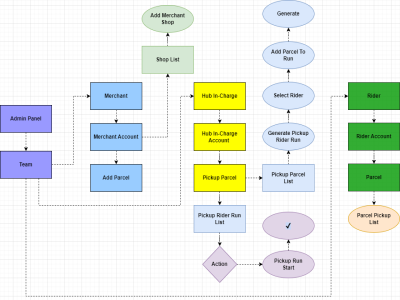 Add Merchant
Shop
Generate
Shop List
Add Parcel To
Run
Merchant
Hub In-Charge
Select Rider
Rider
Admin Panel
Merchant Account
Hub In-Charge
Account
Generate Pickup
Rider Run
Rider Account
Team
Add Parcel
Pickup Parcel
Pickup Parcel
List
Parcel
Pickup Rider Run
List
✓
Parcel Pickup
List
Action
Pickup Run
Start